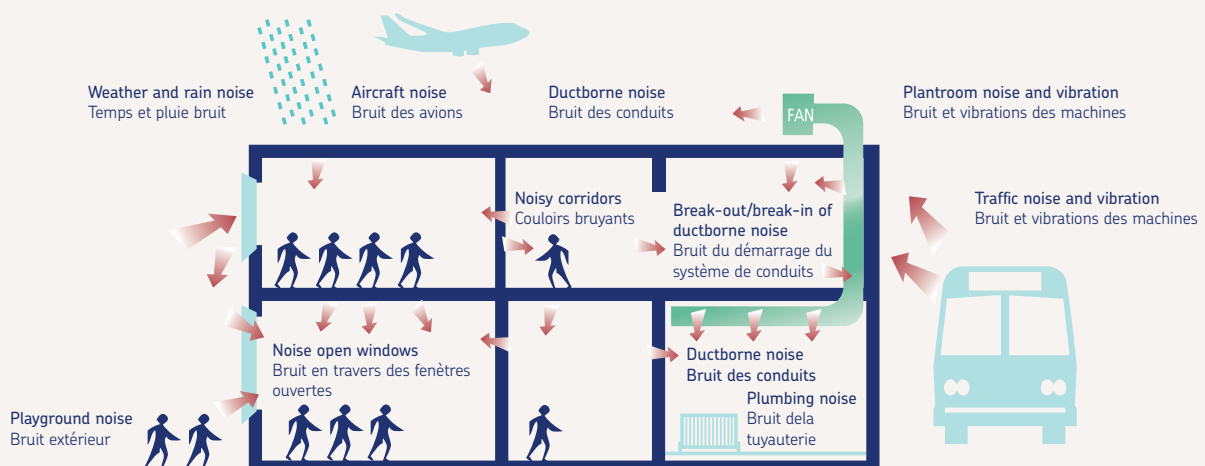 Weather and rain noise
Temps et pluie bruit
Aircraft noise
Bruit des avions
Ductborne noise
Bruit des conduits
FAN
Plantroom noise and vibration
Bruit et vibrations des machines
Noisy corridors
Couloirs bruyants
Break-out/break-in of
ductborne noise
Bruit du démarrage du
système de conduits
Traffic noise and vibration
Bruit et vibrations des machines
Noise open windows
Bruit en travers des fenêtres
ouvertes
Ductborne noise
Bruit des conduits
Plumbing noise
Bruit dela
tuyauterie
Playground noise
Bruit extérieur